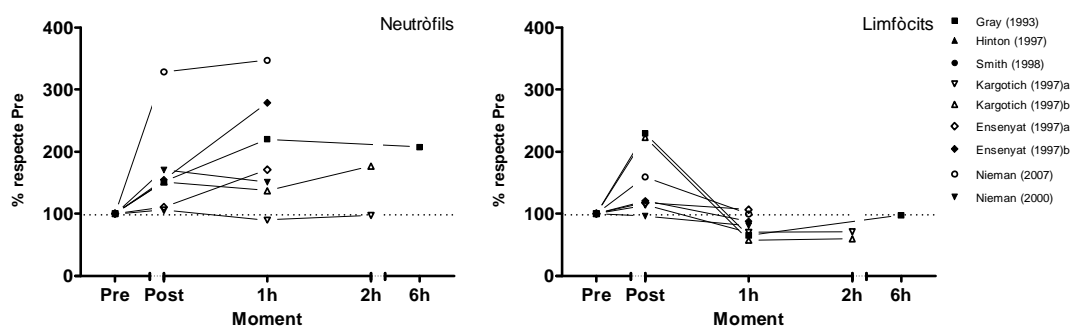 Neutròfils
% respecte Pre
400
300
200
100
0
Pre Post 1h 2h 6h
Moment
Limfòcits
% respecte Pre
400
300
200
100
0
Pre Post 1h 2h 6h
Moment
Gray (1993)
Hinton (1997)
Smith (1998)
Kargotich (1997)a
Kargotich (1997)b
Ensenyat (1997)a
Ensenyat (1997)b
Nieman (2007)
Nieman (2000)